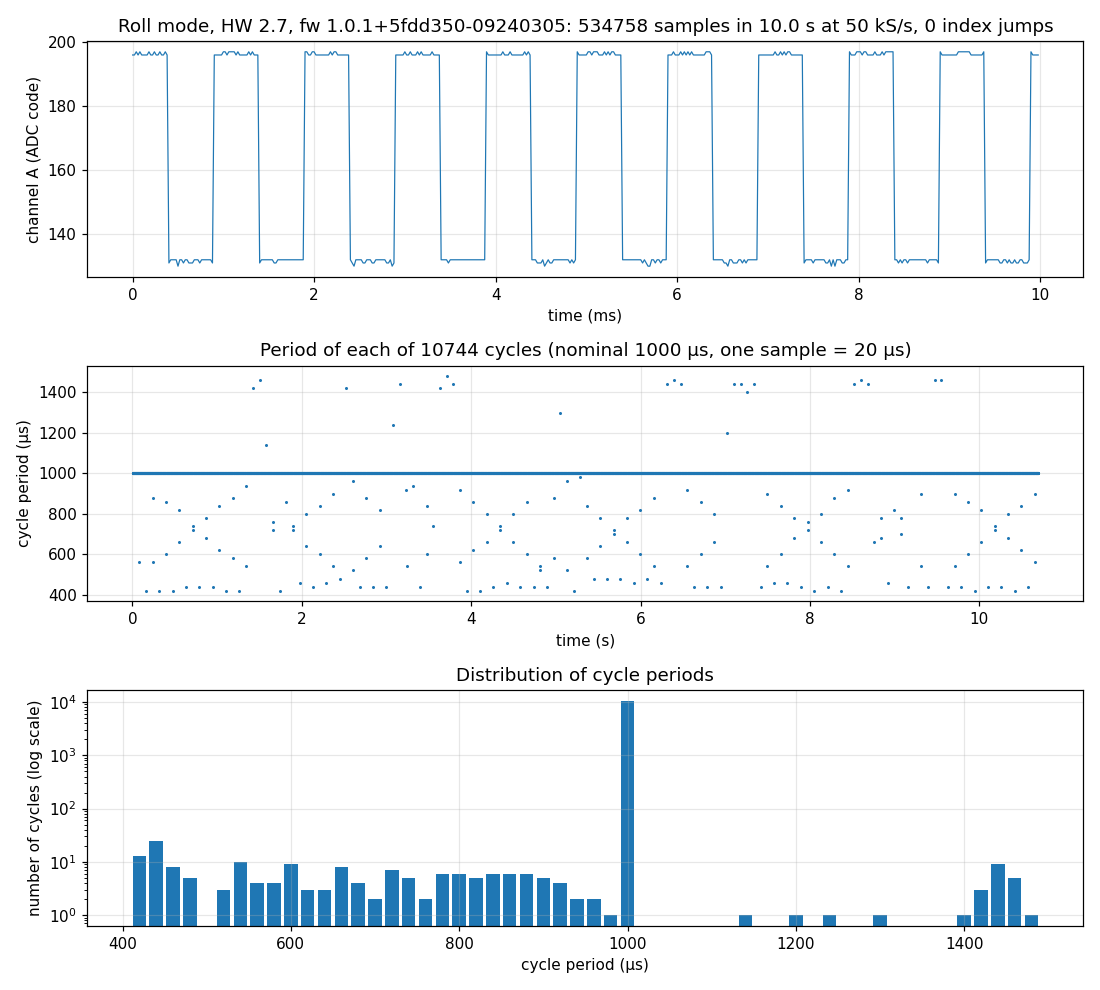 Roll mode, HW 2.7, fw 1.0.1+5fdd350-09240305: 534758 samples in 10.0 s at 50 kS/s, 0 index jumps
200
180
160
140
channel A (ADC code)
0 2 4 6 8 10
time (ms)
Period of each of 10744 cycles (nominal 1000 µs, one sample = 20 µs)
1400
1200
1000
800
600
400
cycle period (µs)
0 2 4 6 8 10
time (s)
Distribution of cycle periods
10⁴
10³
10²
10¹
10⁰
number of cycles (log scale)
400 600 800 1000 1200 1400
cycle period (µs)